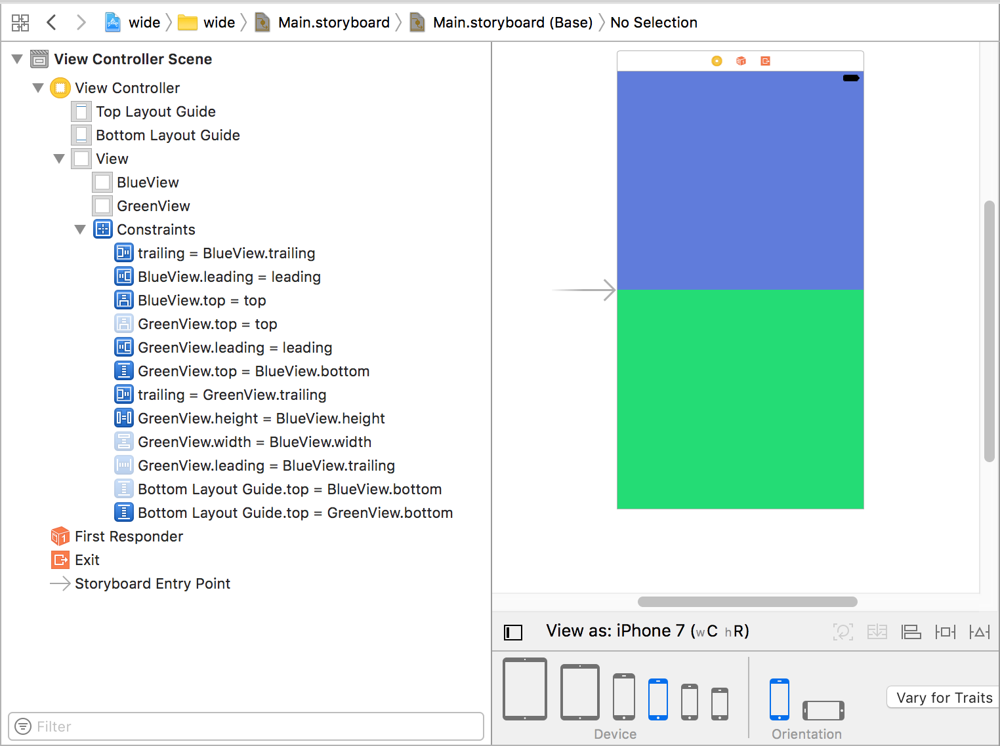 wide wide Main.storyboard Main.storyboard (Base) No Selection
View Controller Scene
View Controller
Top Layout Guide
Bottom Layout Guide
View
BlueView
GreenView
Constraints
trailing = BlueView.trailing
BlueView.leading = leading
BlueView.top = top
GreenView.top = top
GreenView.leading = leading
GreenView.top = BlueView.bottom
trailing = GreenView.trailing
GreenView.height = BlueView.height
GreenView.width = BlueView.width
GreenView.leading = BlueView.trailing
Bottom Layout Guide.top = BlueView.bottom
Bottom Layout Guide.top = GreenView.bottom
First Responder
Exit
Storyboard Entry Point
Filter
View as: iPhone 7 (wC hR)
Vary for Traits
Device
Orientation